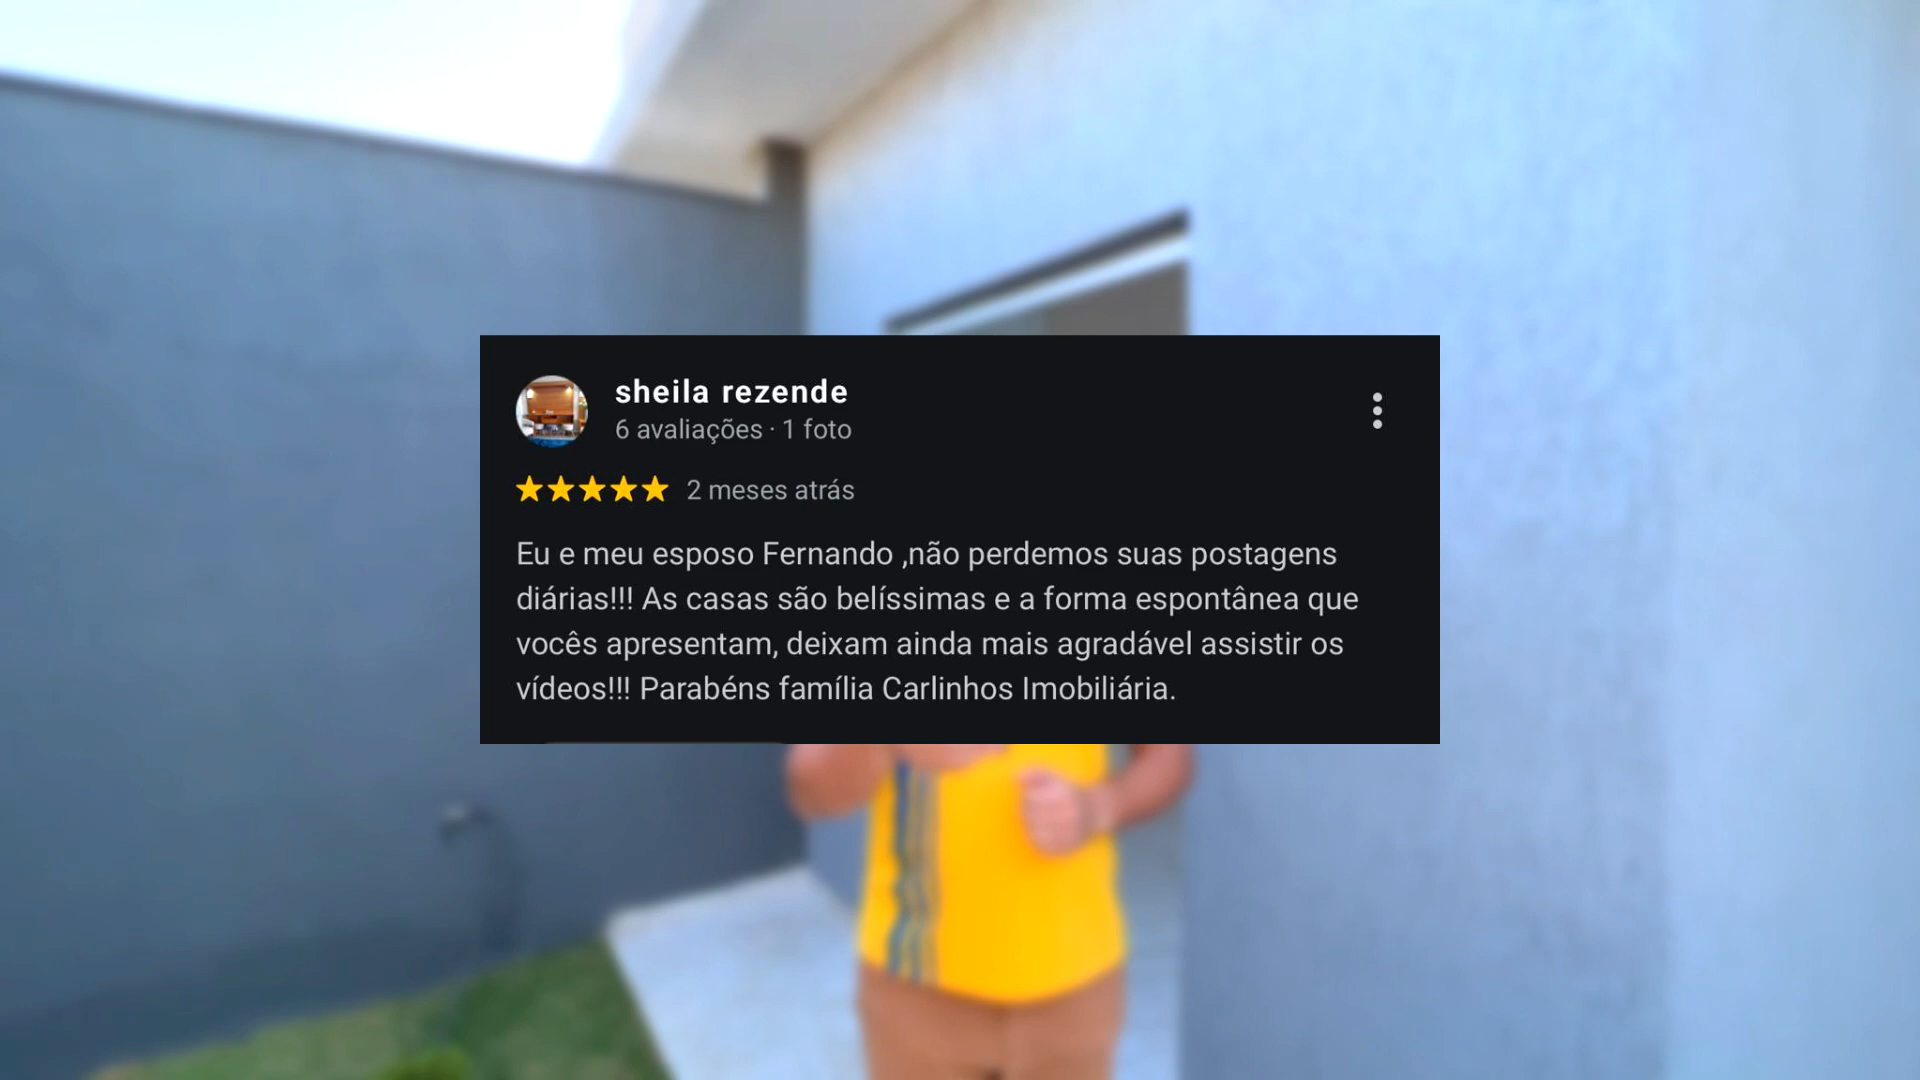 sheila rezende
6 avaliações · 1 foto
2 meses atrás
Eu e meu esposo Fernando ,não perdemos suas postagens
diárias!!! As casas são belíssimas e a forma espontânea que
vocês apresentam, deixam ainda mais agradável assistir os
vídeos!!! Parabéns família Carlinhos Imobiliária.